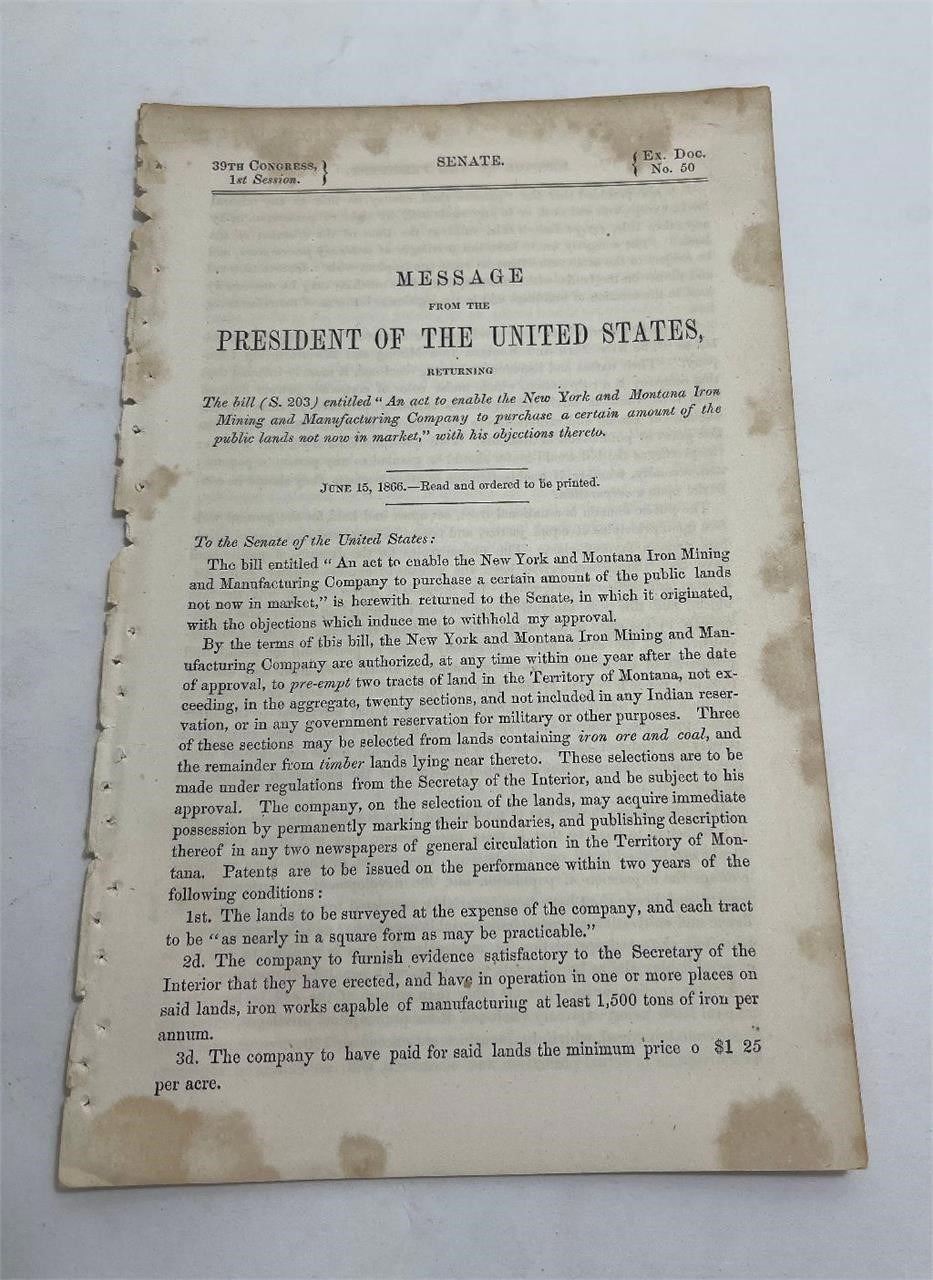 39TH CONGRESS, } SENATE. { Ex. Doc.
1st Session. } { No. 50
MESSAGE
FROM THE
PRESIDENT OF THE UNITED STATES,
RETURNING
The bill (S. 203) entitled "An act to enable the New York and Montana Iron
Mining and Manufacturing Company to purchase a certain amount of the
public lands not now in market," with his objections thereto.
JUNE 15, 1866.—Read and ordered to be printed.
To the Senate of the United States:
The bill entitled "An act to enable the New York and Montana Iron Mining
and Manufacturing Company to purchase a certain amount of the public lands
not now in market," is herewith returned to the Senate, in which it originated,
with the objections which induce me to withhold my approval.
By the terms of this bill, the New York and Montana Iron Mining and Man-
ufacturing Company are authorized, at any time within one year after the date
of approval, to pre-empt two tracts of land in the Territory of Montana, not ex-
ceeding, in the aggregate, twenty sections, and not included in any Indian reser-
vation, or in any government reservation for military or other purposes. Three
of these sections may be selected from lands containing iron ore and coal, and
the remainder from timber lands lying near thereto. These selections are to be
made under regulations from the Secretay of the Interior, and be subject to his
approval. The company, on the selection of the lands, may acquire immediate
possession by permanently marking their boundaries, and publishing description
thereof in any two newspapers of general circulation in the Territory of Mon-
tana. Patents are to be issued on the performance within two years of the
following conditions:
1st. The lands to be surveyed at the expense of the company, and each tract
to be "as nearly in a square form as may be practicable."
2d. The company to furnish evidence satisfactory to the Secretary of the
Interior that they have erected, and have in operation in one or more places on
said lands, iron works capable of manufacturing at least 1,500 tons of iron per
annum.
3d. The company to have paid for said lands the minimum price o $1 25
per acre.